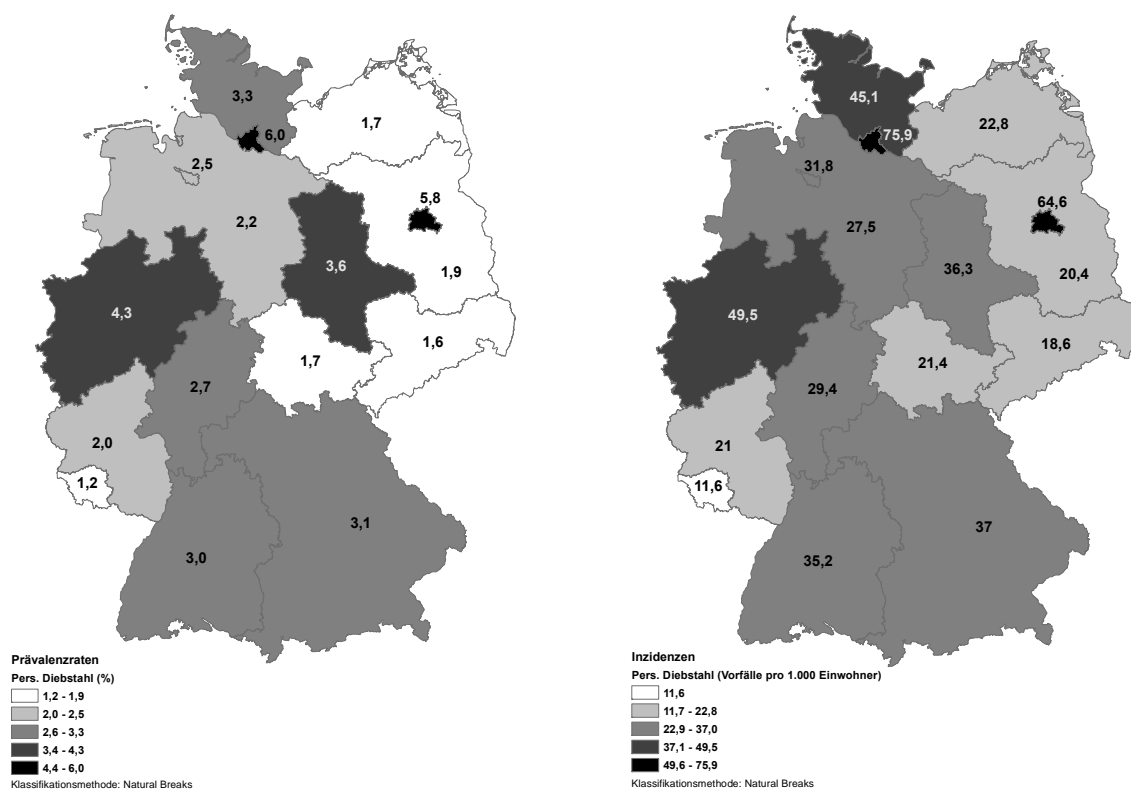 3,3
6,0
1,7
2,5
5,8
2,2
3,6
1,9
4,3
1,6
1,7
2,7
2,0
1,2
3,1
3,0
Prävalenzraten
Pers. Diebstahl (%)
1,2 - 1,9
2,0 - 2,5
2,6 - 3,3
3,4 - 4,3
4,4 - 6,0
Klassifikationsmethode: Natural Breaks
45,1
75,9
22,8
31,8
64,6
27,5
36,3
20,4
49,5
18,6
21,4
29,4
21
11,6
37
35,2
Inzidenzen
Pers. Diebstahl (Vorfälle pro 1.000 Einwohner)
11,6
11,7 - 22,8
22,9 - 37,0
37,1 - 49,5
49,6 - 75,9
Klassifikationsmethode: Natural Breaks